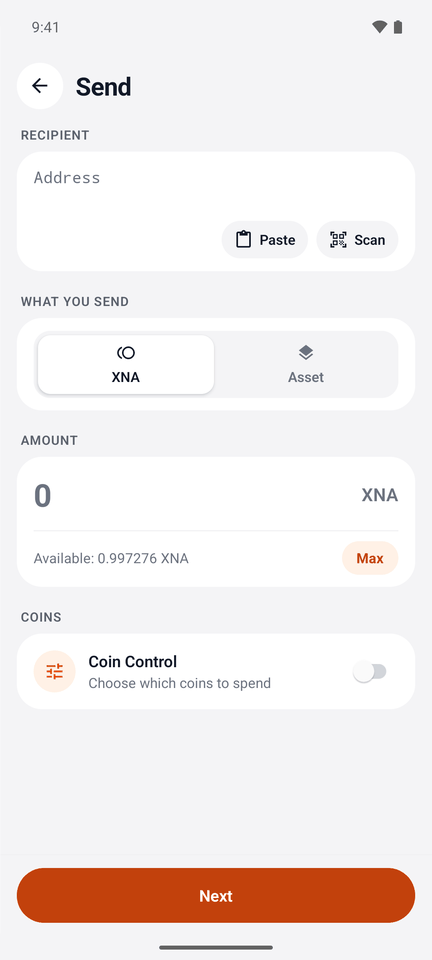 9:41
Send
RECIPIENT
Address
Paste
Scan
WHAT YOU SEND
XNA
Asset
AMOUNT
0
XNA
Available: 0.997276 XNA
Max
COINS
Coin Control
Choose which coins to spend
Next